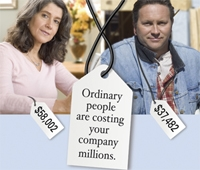 Ordinary
people
are costing
your
company
millions.
$58,002
$37,482